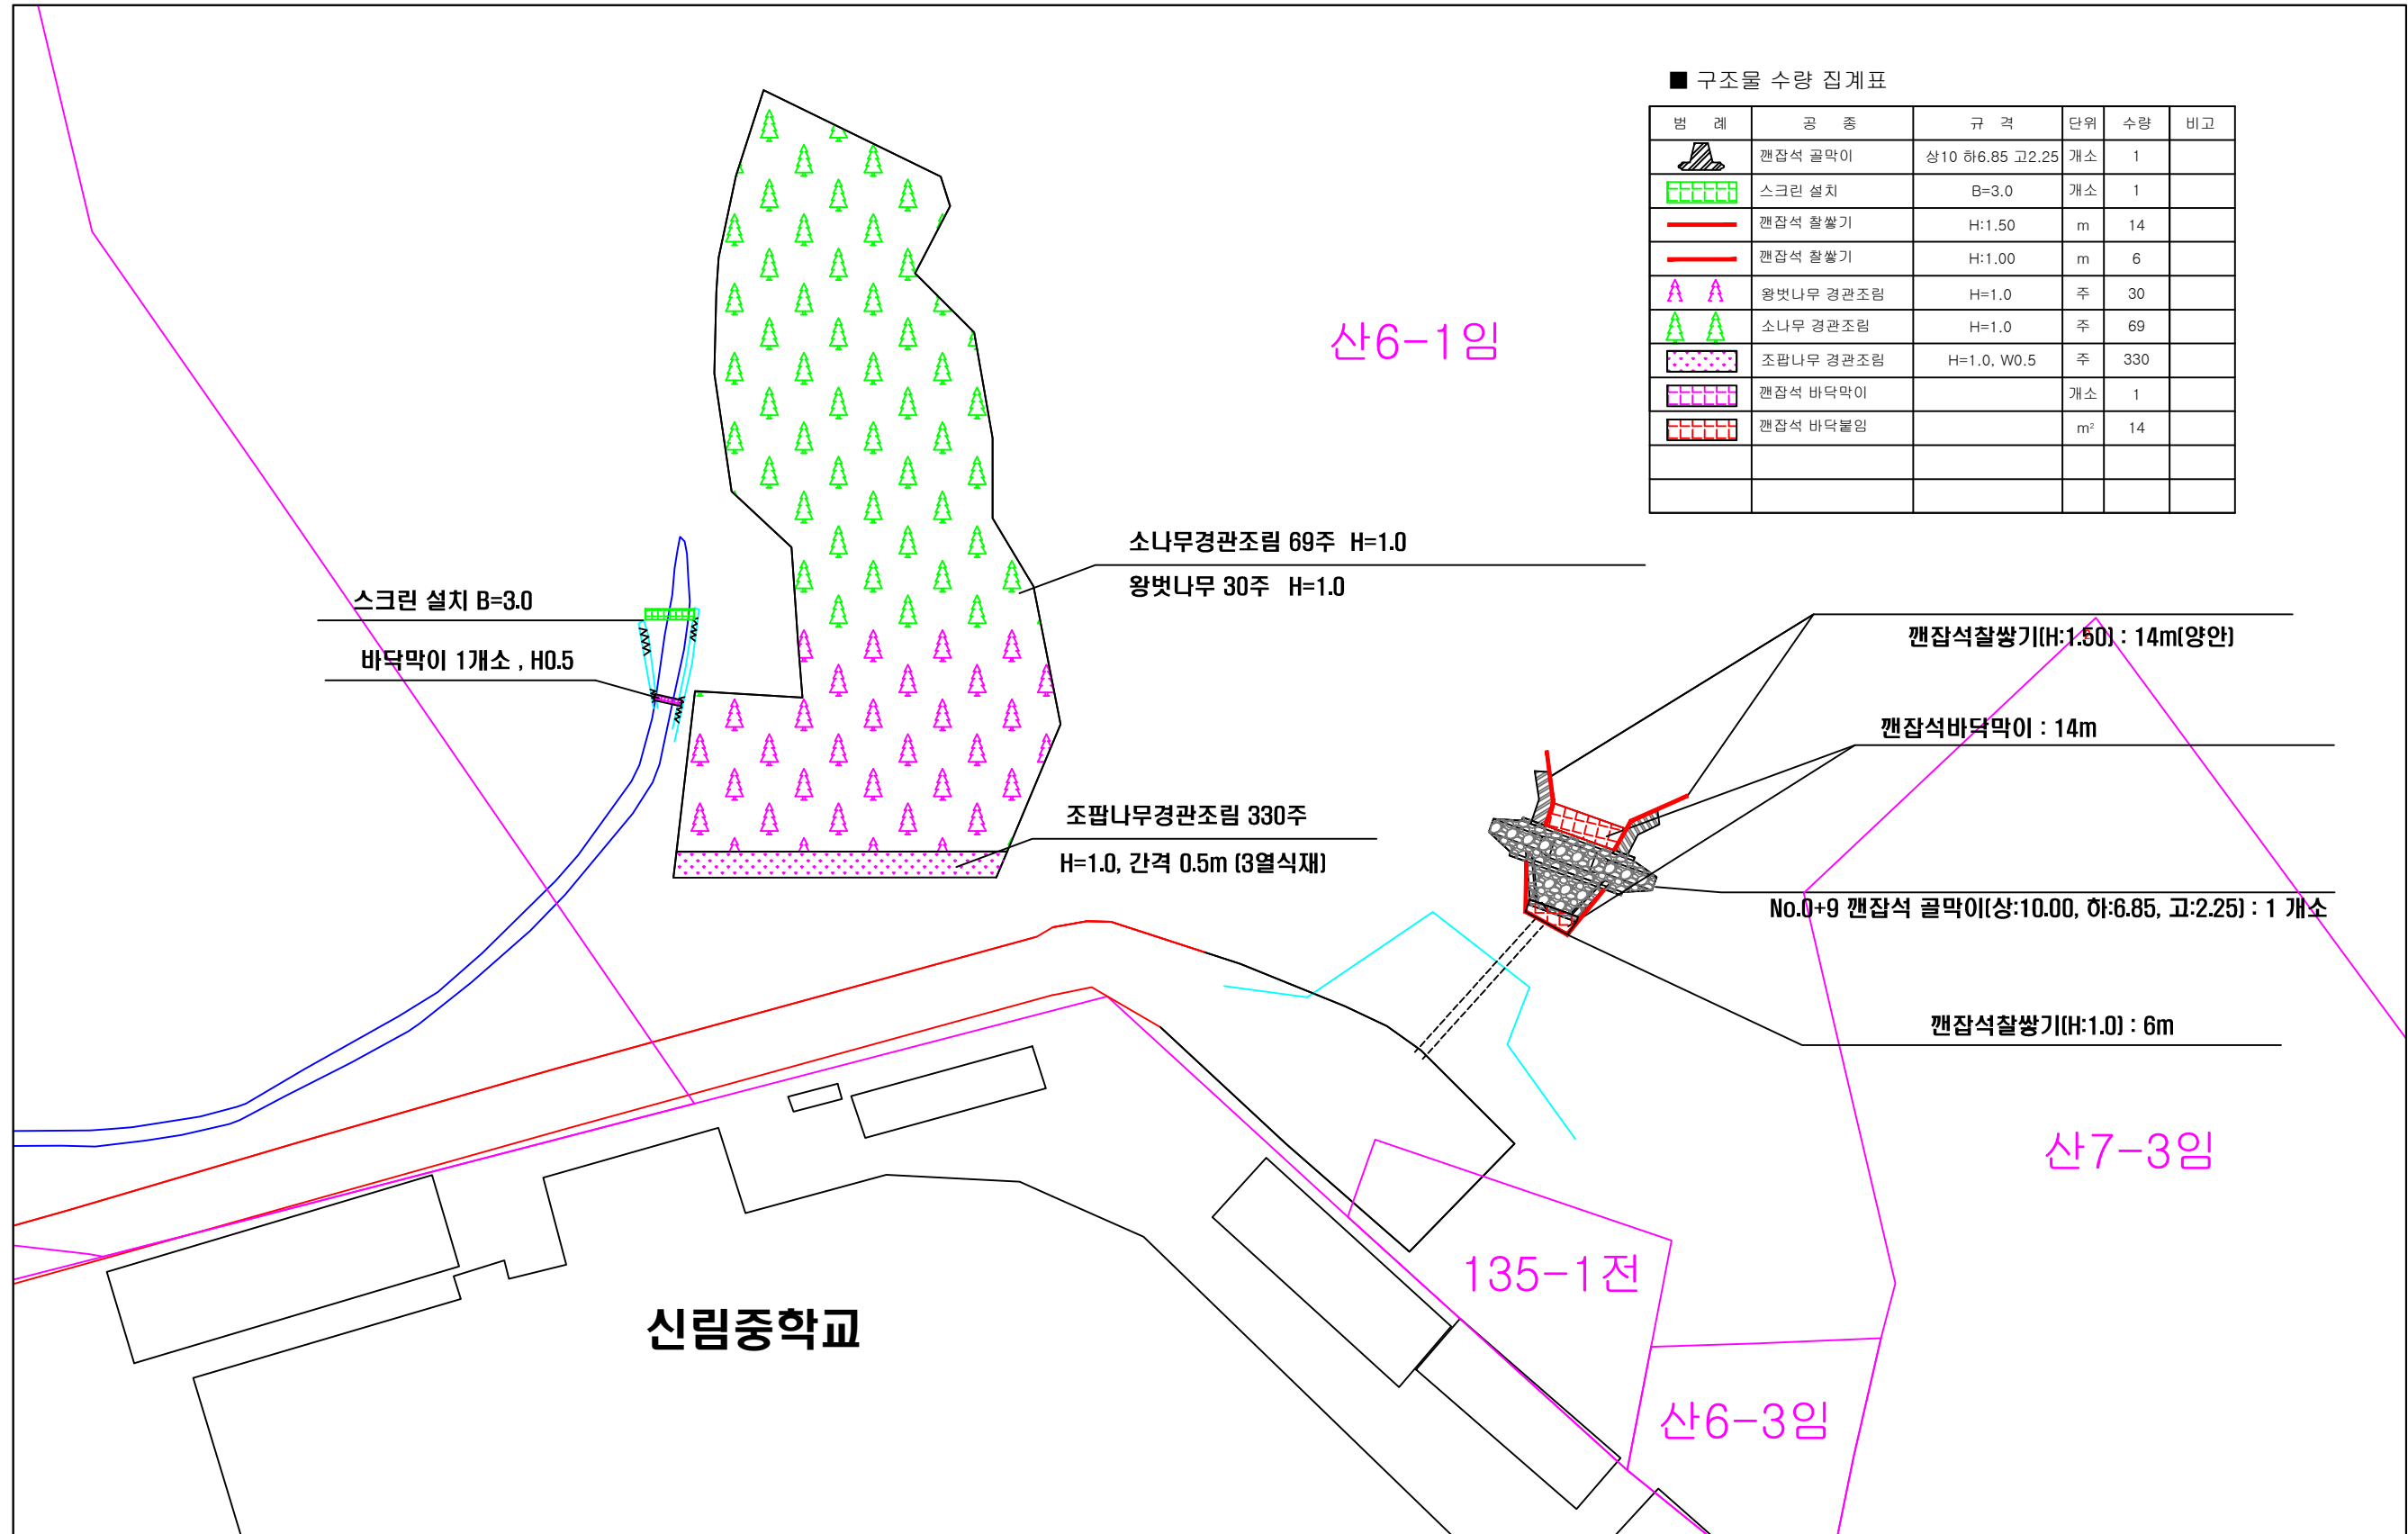 ■ 구조물 수량 집계표
범 례 공 종 규 격 단위 수량 비고
깬잡석 골막이 상10 하6.85 고2.25 개소 1
스크린 설치 B=3.0 개소 1
깬잡석 찰쌓기 H:1.50 m 14
깬잡석 찰쌓기 H:1.00 m 6
왕벚나무 경관조림 H=1.0 주 30
소나무 경관조림 H=1.0 주 69
조팝나무 경관조림 H=1.0, W0.5 주 330
깬잡석 바닥막이 개소 1
깬잡석 바닥붙임 m² 14
산6-1임
소나무경관조림 69주 H=1.0
왕벚나무 30주 H=1.0
스크린 설치 B=3.0
바닥막이 1개소 , H0.5
깬잡석찰쌓기(H:1.50) : 14m(양안)
깬잡석바닥막이 : 14m
조팝나무경관조림 330주
H=1.0, 간격 0.5m (3열식재)
No.0+9 깬잡석 골막이(상:10.00, 하:6.85, 고:2.25) : 1 개소
깬잡석찰쌓기(H:1.0) : 6m
산7-3임
135-1전
신림중학교
산6-3임